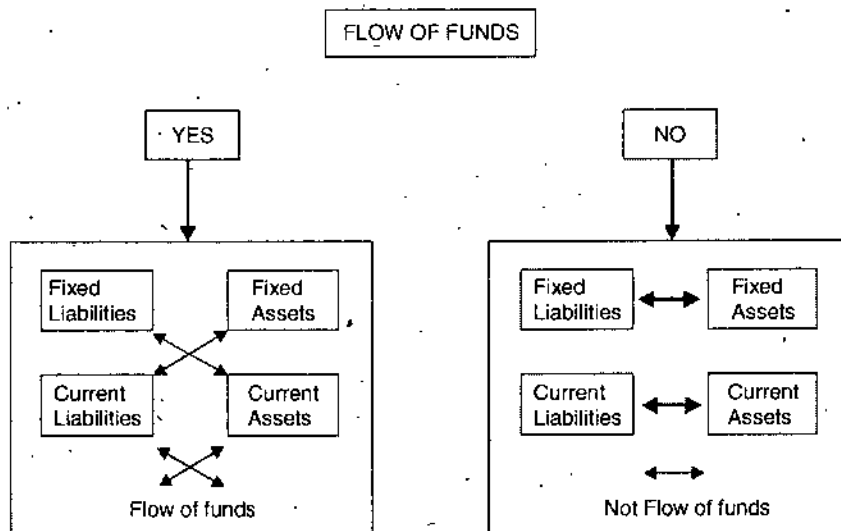 FLOW OF FUNDS
YES
NO
Fixed
Liabilities
Fixed
Assets
Current
Liabilities
Current
Assets
Flow of funds
Fixed
Liabilities
Fixed
Assets
Current
Liabilities
Current
Assets
Not Flow of funds